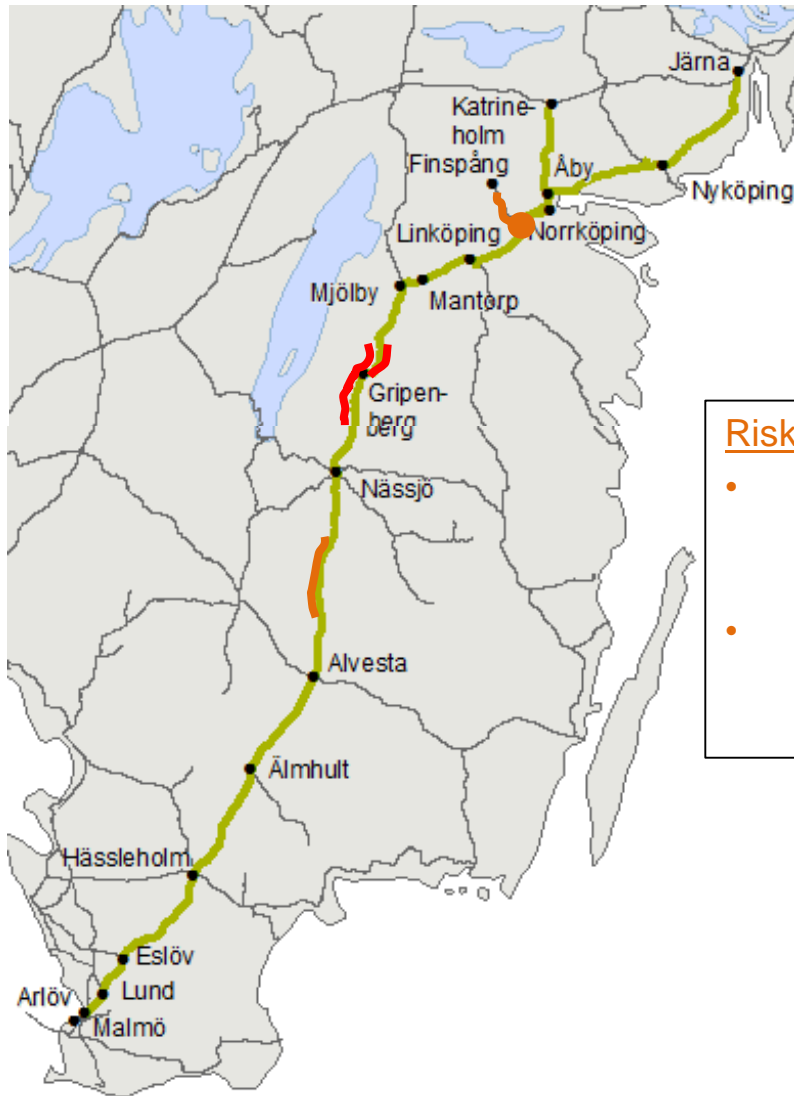 Järna
Katrine-
holm
Finspång
Åby
Nyköping
Linköping
Norrköping
Mjölby
Mantorp
Gripen-
berg
Risk
•
Nässjö
•
Alvesta
Älmhult
Hässleholm
Eslöv
Arlöv
Lund
Malmö